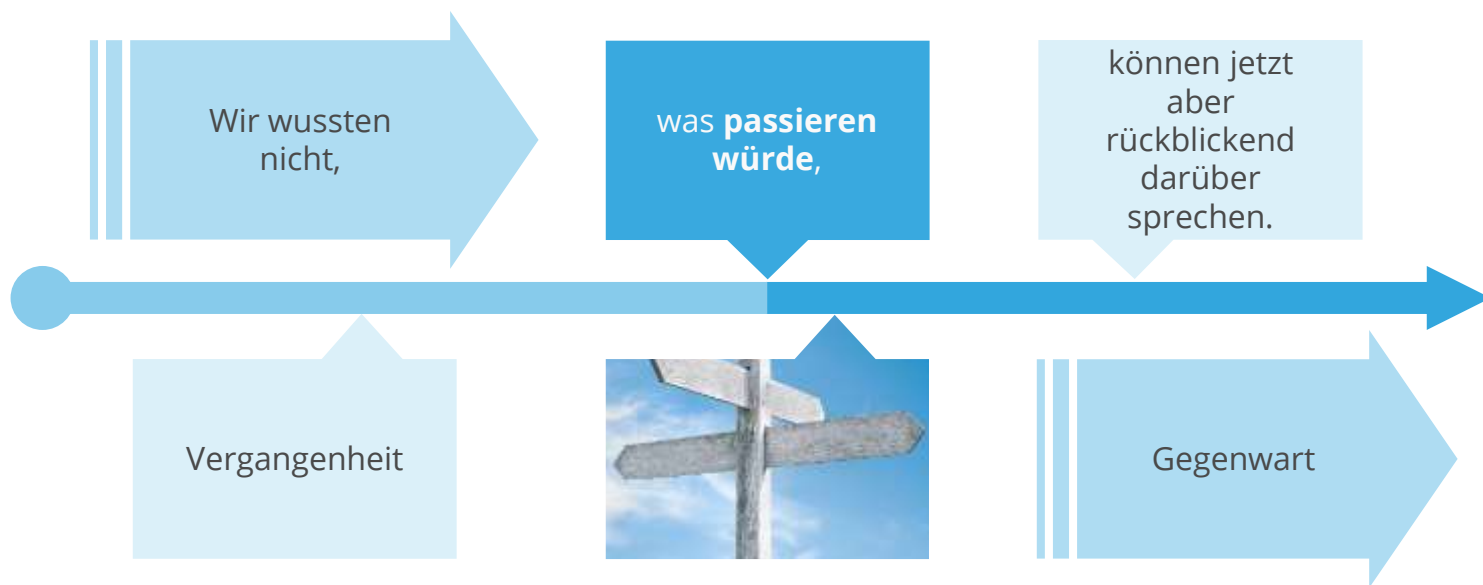 Wir wussten
nicht,
was passieren
würde,
können jetzt
aber
rückblickend
darüber
sprechen.
Vergangenheit
Gegenwart